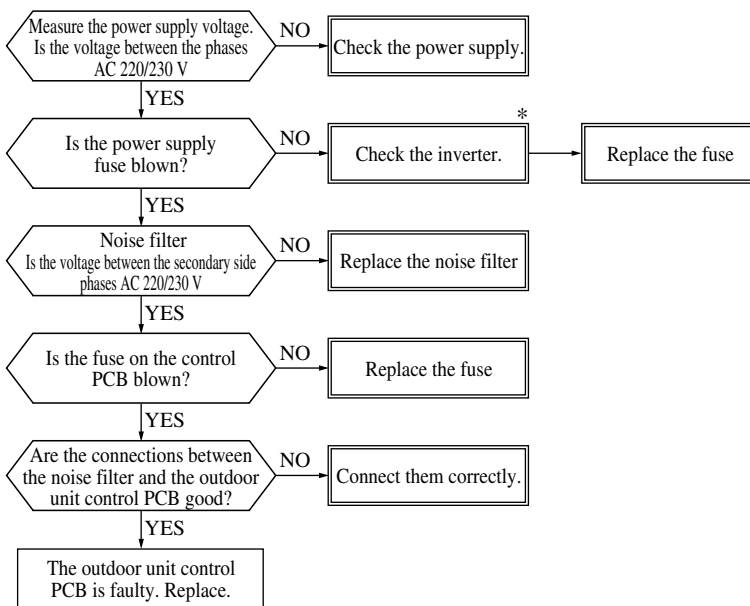 Measure the power supply voltage.
Is the voltage between the phases
AC 220/230 V
NO
Check the power supply.
YES
Is the power supply
fuse blown?
NO
*
Check the inverter.
Replace the fuse
YES
Noise filter
Is the voltage between the secondary side
phases AC 220/230 V
NO
Replace the noise filter
YES
Is the fuse on the control
PCB blown?
NO
Replace the fuse
YES
Are the connections between
the noise filter and the outdoor
unit control PCB good?
NO
Connect them correctly.
YES
The outdoor unit control
PCB is faulty. Replace.